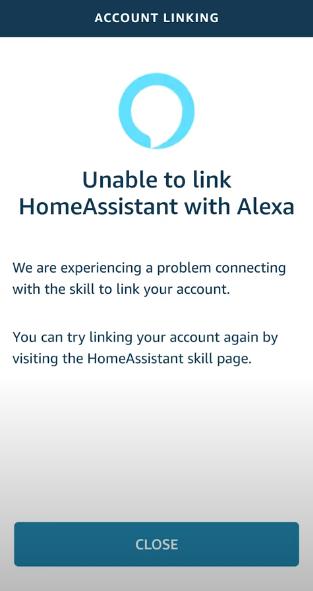 ACCOUNT LINKING
Unable to link
HomeAssistant with Alexa
We are experiencing a problem connecting
with the skill to link your account.
You can try linking your account again by
visiting the HomeAssistant skill page.
CLOSE